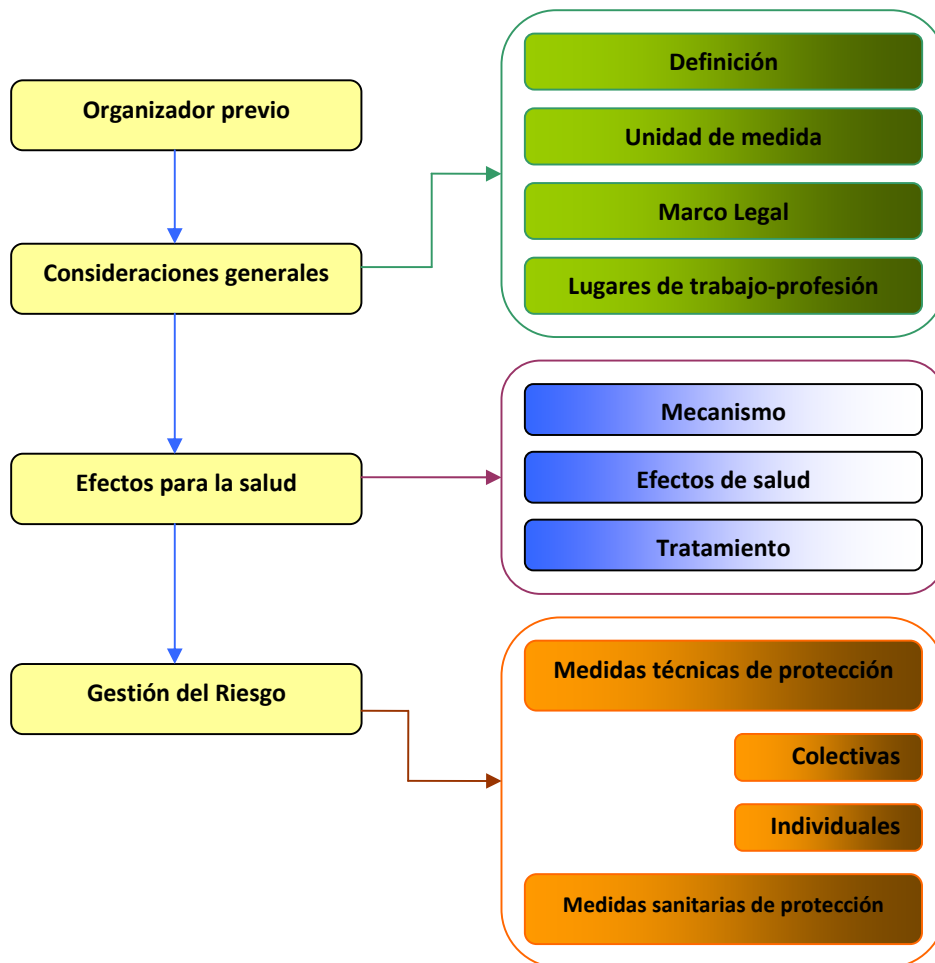 Organizador previo
Consideraciones generales
Definición
Unidad de medida
Marco Legal
Lugares de trabajo-profesión
Efectos para la salud
Mecanismo
Efectos de salud
Tratamiento
Gestión del Riesgo
Medidas técnicas de protección
Colectivas
Individuales
Medidas sanitarias de protección